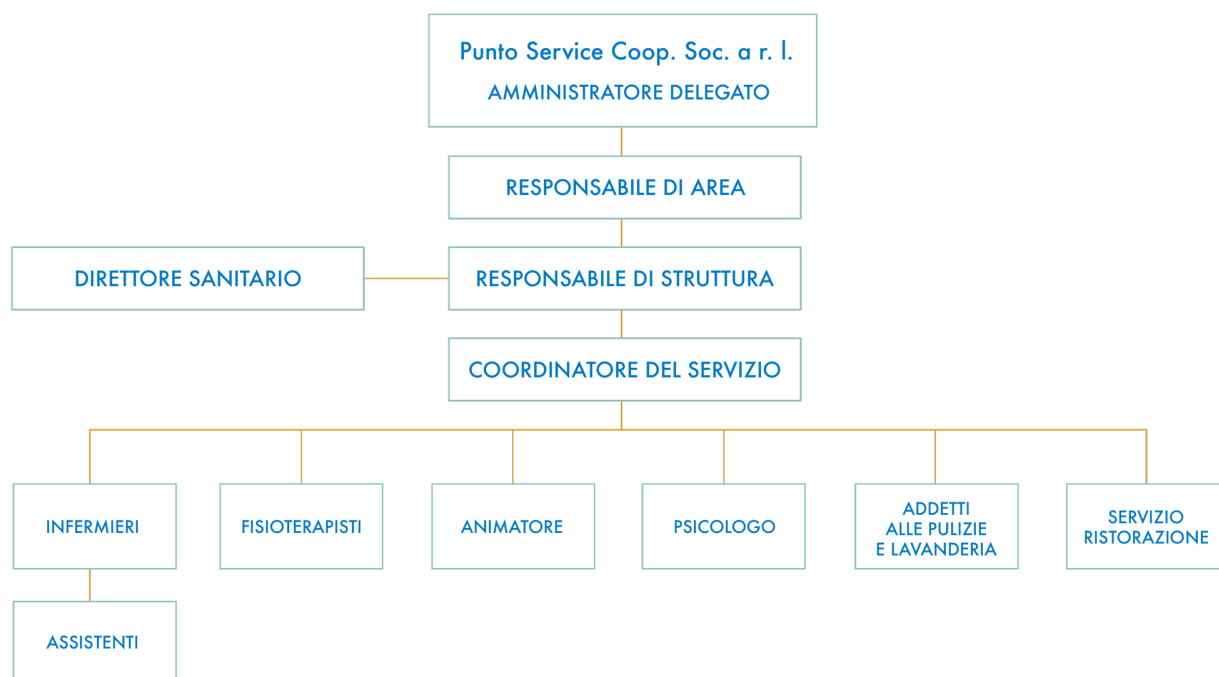 Punto Service Coop. Soc. a r. l.
AMMINISTRATORE DELEGATO
RESPONSABILE DI AREA
DIRETTORE SANITARIO
RESPONSABILE DI STRUTTURA
COORDINATORE DEL SERVIZIO
INFERMIERI
FISIOTERAPISTI
ANIMATORE
PSICOLOGO
ADDETTI
ALLE PULIZIE
E LAVANDERIA
SERVIZIO
RISTORAZIONE
ASSISTENTI